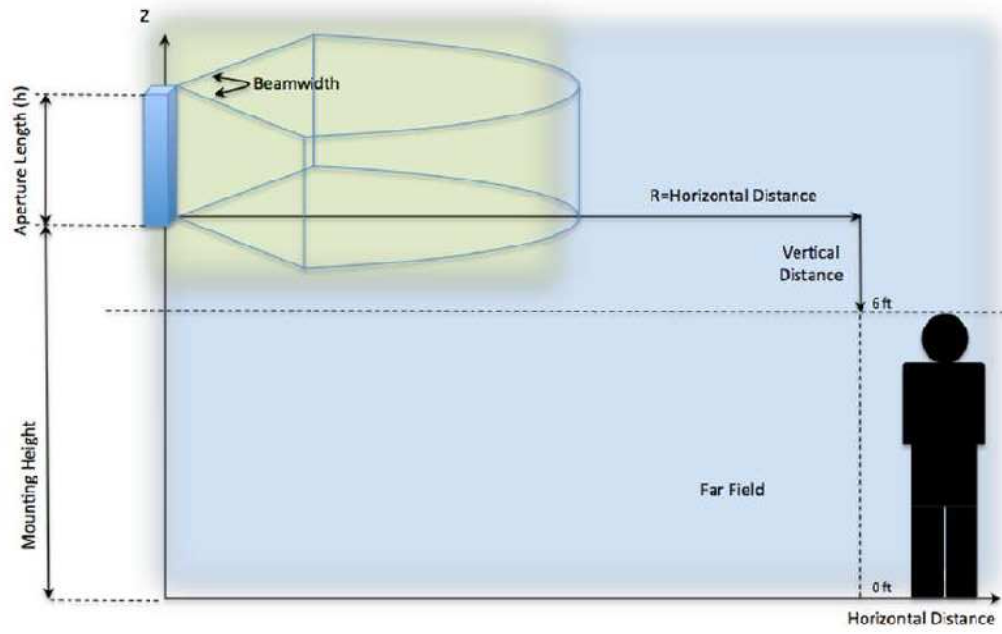 Z
Aperture Length (h)
Beamwidth
R=Horizontal Distance
Vertical
Distance
6 ft
Mounting Height
Far Field
0 ft
Horizontal Distance